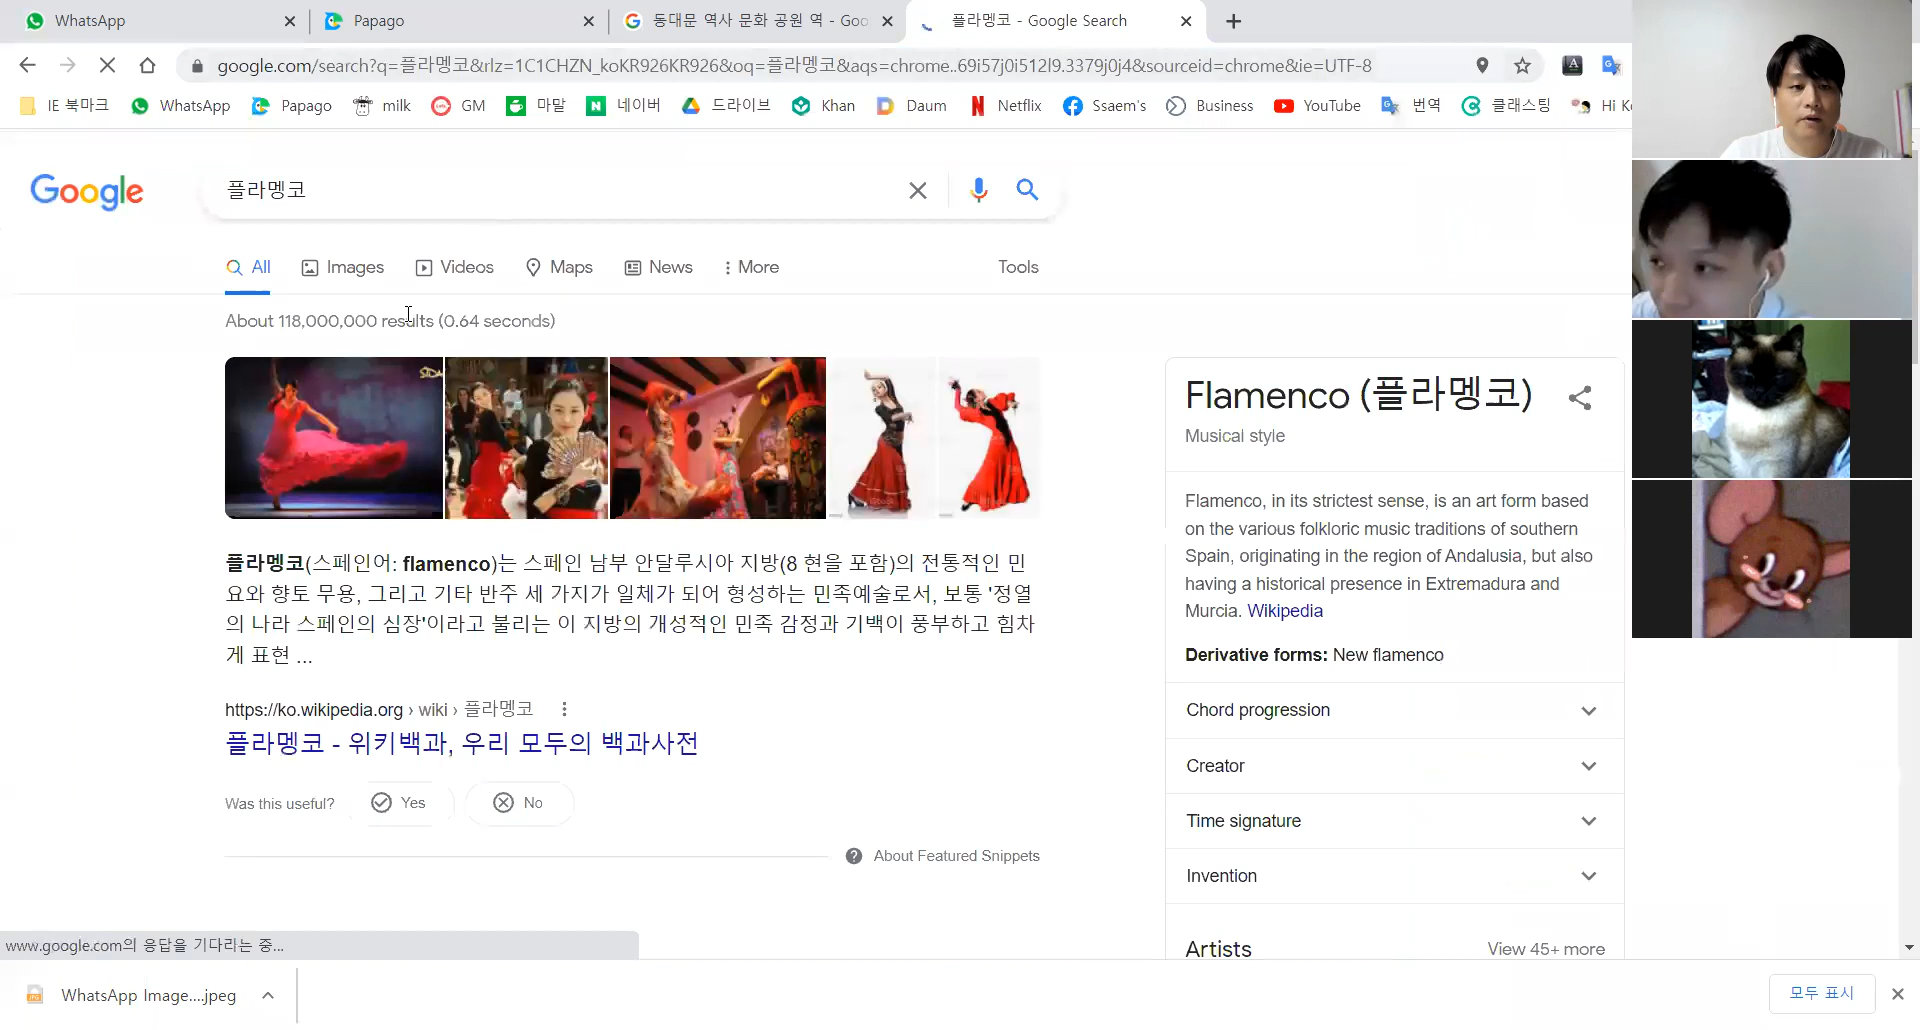 WhatsApp
Papago
동대문 역사 문화 공원 역 - Goo
플라멩코 - Google Search
google.com/search?q=플라멩코&rlz=1C1CHZN_koKR926KR926&oq=플라멩코&aqs=chrome..69i57j0i512l9.3379j0j4&sourceid=chrome&ie=UTF-8
IE 북마크 WhatsApp Papago milk GM 마말 네이버 드라이브 Khan Daum Netflix Ssaem's Business YouTube 번역 클래스팅 Hi K
Google
플라멩코
All Images Videos Maps News More Tools
About 118,000,000 results (0.64 seconds)
플라멩코(스페인어: flamenco)는 스페인 남부 안달루시아 지방(8 현을 포함)의 전통적인 민
요와 향토 무용, 그리고 기타 반주 세 가지가 일체가 되어 형성하는 민족예술로서, 보통 '정열
의 나라 스페인의 심장'이라고 불리는 이 지방의 개성적인 민족 감정과 기백이 풍부하고 힘차
게 표현 ...
https://ko.wikipedia.org › wiki › 플라멩코
플라멩코 - 위키백과, 우리 모두의 백과사전
Was this useful? Yes No
About Featured Snippets
Flamenco (플라멩코)
Musical style
Flamenco, in its strictest sense, is an art form based
on the various folkloric music traditions of southern
Spain, originating in the region of Andalusia, but also
having a historical presence in Extremadura and
Murcia. Wikipedia
Derivative forms: New flamenco
Chord progression
Creator
Time signature
Invention
Artists
View 45+ more
www.google.com의 응답을 기다리는 중...
WhatsApp Image....jpeg
모두 표시